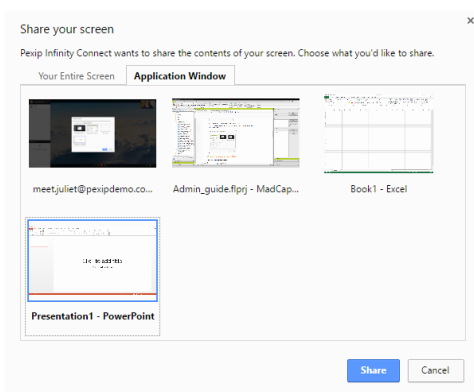 Share your screen
Pexip Infinity Connect wants to share the contents of your screen. Choose what you'd like to share.
Your Entire Screen Application Window
meet.juliet@pexipdemo.co... Admin_guide.flprj - MadCap... Book1 - Excel
Presentation1 - PowerPoint
Share Cancel